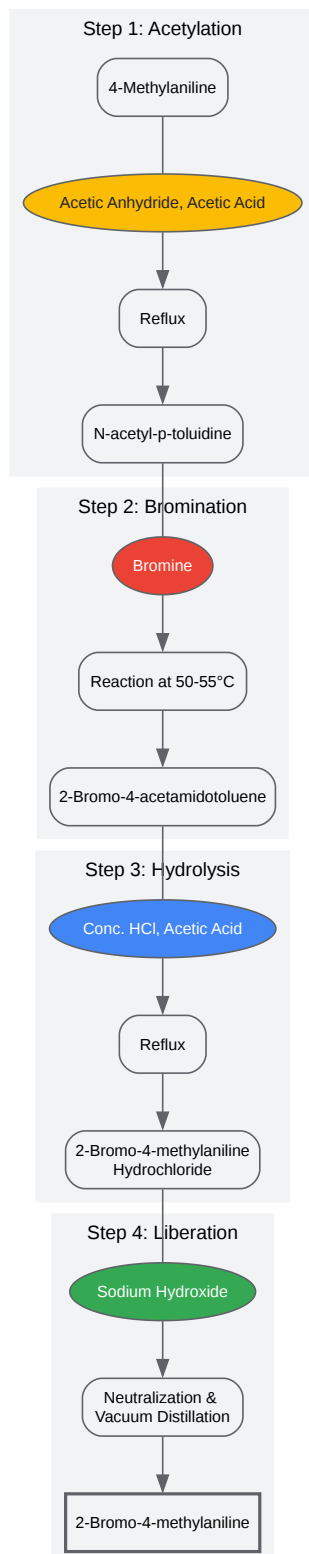 Step 1: Acetylation
4-Methylaniline
Acetic Anhydride, Acetic Acid
Reflux
N-acetyl-p-toluidine
Step 2: Bromination
Bromine
Reaction at 50-55°C
2-Bromo-4-acetamidotoluene
Step 3: Hydrolysis
Conc. HCl, Acetic Acid
Reflux
2-Bromo-4-methylaniline
Hydrochloride
Step 4: Liberation
Sodium Hydroxide
Neutralization &
Vacuum Distillation
2-Bromo-4-methylaniline